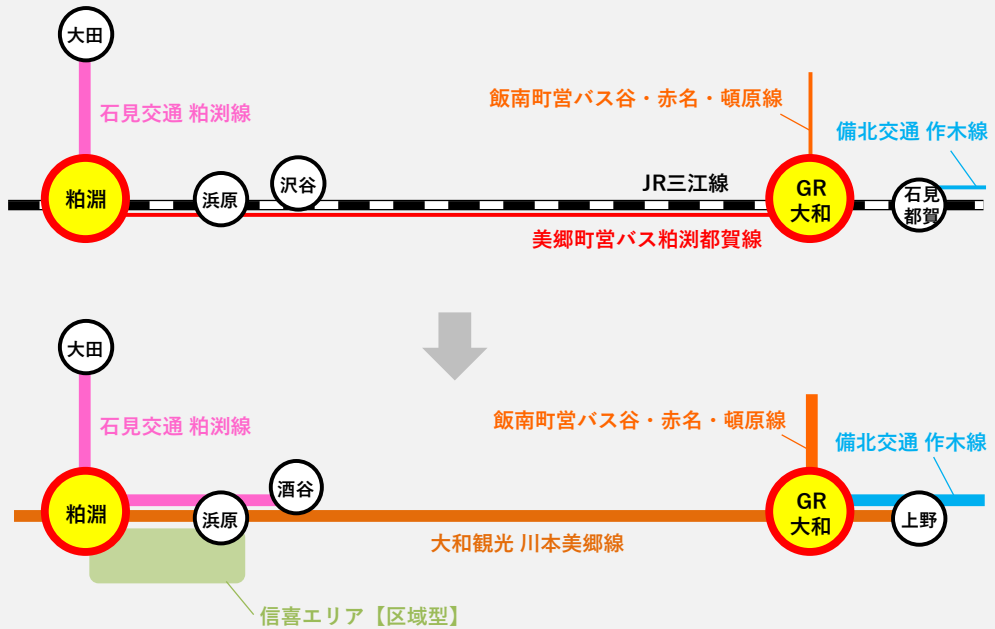 大田
石見交通 粕渕線
飯南町営バス谷・赤名・頓原線
備北交通 作木線
粕淵
浜原
沢谷
JR三江線
GR
大和
石見
都賀
美郷町営バス粕渕都賀線
大田
石見交通 粕渕線
飯南町営バス谷・赤名・頓原線
備北交通 作木線
粕淵
浜原
酒谷
GR
大和
上野
大和観光 川本美郷線
信喜エリア【区域型】